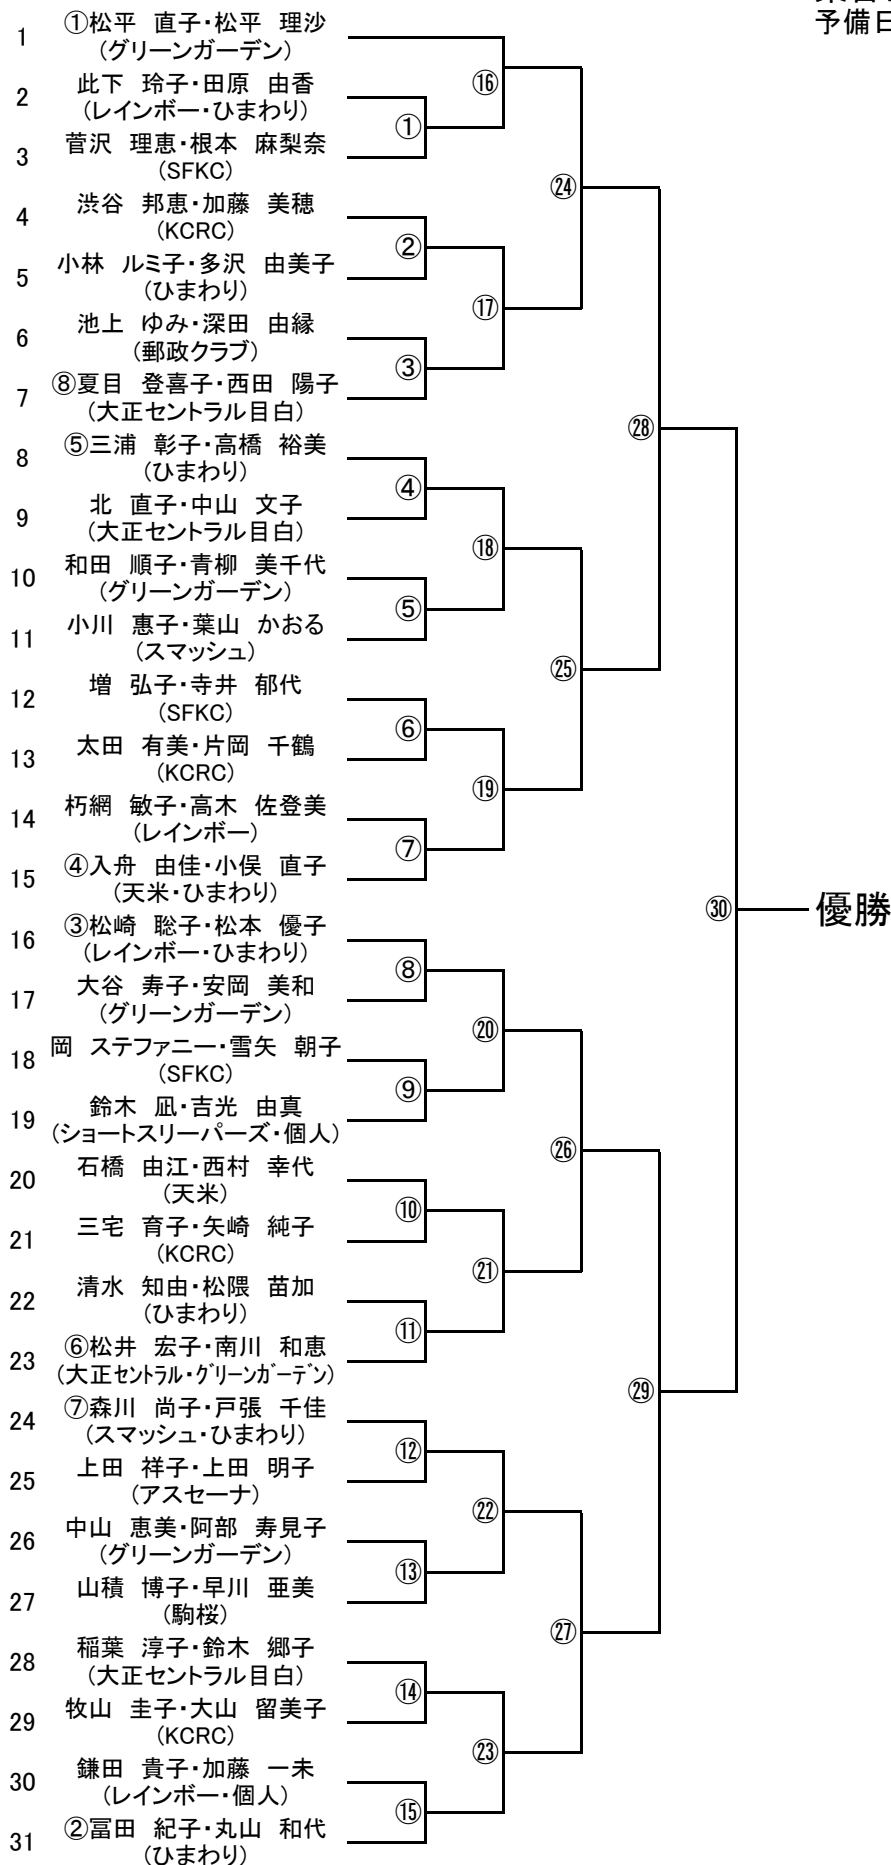 予備日
1 ①松平 直子・松平 理沙
(グリーンガーデン)
2 此下 玲子・田原 由香
(レインボー・ひまわり)
3 菅沢 理恵・根本 麻梨奈
(SFKC)
4 渋谷 邦恵・加藤 美穂
(KCRC)
5 小林 ルミ子・多沢 由美子
(ひまわり)
6 池上 ゆみ・深田 由縁
(郵政クラブ)
7 ⑧夏目 登喜子・西田 陽子
(大正セントラル目白)
8 ⑤三浦 彰子・高橋 裕美
(ひまわり)
9 北 直子・中山 文子
(大正セントラル目白)
10 和田 順子・青柳 美千代
(グリーンガーデン)
11 小川 惠子・葉山 かおる
(スマッシュ)
12 増 弘子・寺井 郁代
(SFKC)
13 太田 有美・片岡 千鶴
(KCRC)
14 朽網 敏子・高木 佐登美
(レインボー)
15 ④入舟 由佳・小俣 直子
(天米・ひまわり)
16 ③松崎 聡子・松本 優子
(レインボー・ひまわり)
17 大谷 寿子・安岡 美和
(グリーンガーデン)
18 岡 ステファニー・雪矢 朝子
(SFKC)
19 鈴木 凪・吉光 由真
(ショートスリーパーズ・個人)
20 石橋 由江・西村 幸代
(天米)
21 三宅 育子・矢崎 純子
(KCRC)
22 清水 知由・松隈 苗加
(ひまわり)
23 ⑥松井 宏子・南川 和恵
(大正セントラル・グリーンガーデン)
24 ⑦森川 尚子・戸張 千佳
(スマッシュ・ひまわり)
25 上田 祥子・上田 明子
(アスセーナ)
26 中山 恵美・阿部 寿見子
(グリーンガーデン)
27 山積 博子・早川 亜美
(駒桜)
28 稲葉 淳子・鈴木 郷子
(大正セントラル目白)
29 牧山 圭子・大山 留美子
(KCRC)
30 鎌田 貴子・加藤 一未
(レインボー・個人)
31 ②冨田 紀子・丸山 和代
(ひまわり)
①
②
③
④
⑤
⑥
⑦
⑧
⑨
⑩
⑪
⑫
⑬
⑭
⑮
⑯
⑰
⑱
⑲
⑳
㉑
㉒
㉓
㉔
㉕
㉖
㉗
㉘
㉙
㉚
優勝